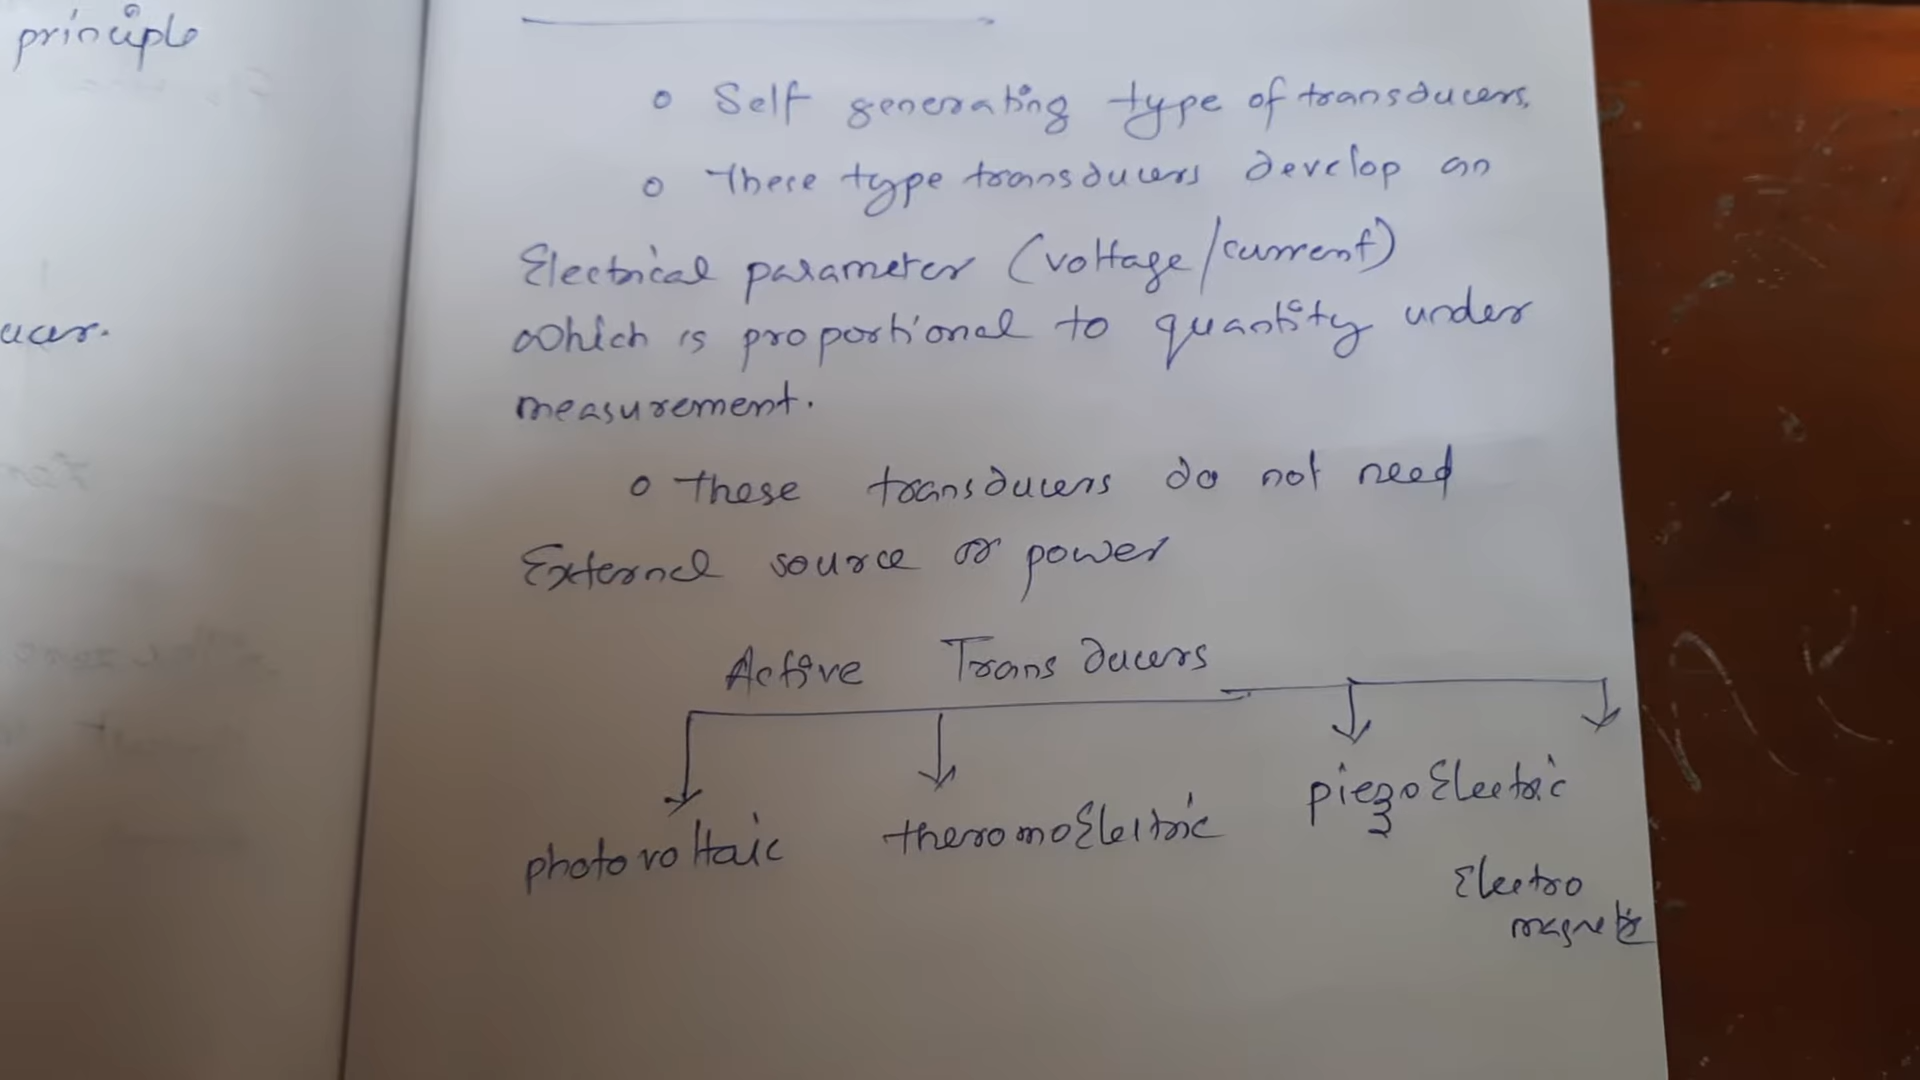 principle
ucer.
o Self generating type of transducers.
o These type transducers develop an
Electrical parameter (voltage/current)
which is proportional to quantity under
measurement.
o these transducers do not need
External source or power
Active Transducers
photovoltaic thermoElectric piezoElectric
Electro
magnetic